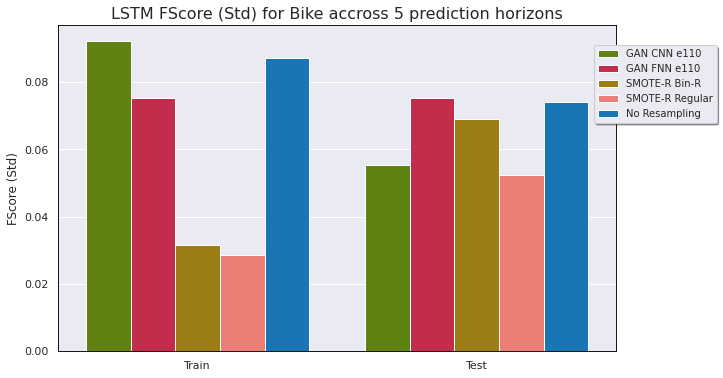 LSTM FScore (Std) for Bike accross 5 prediction horizons
FScore (Std)
0.08
0.06
0.04
0.02
0.00
Train
Test
GAN CNN e110
GAN FNN e110
SMOTE-R Bin-R
SMOTE-R Regular
No Resampling